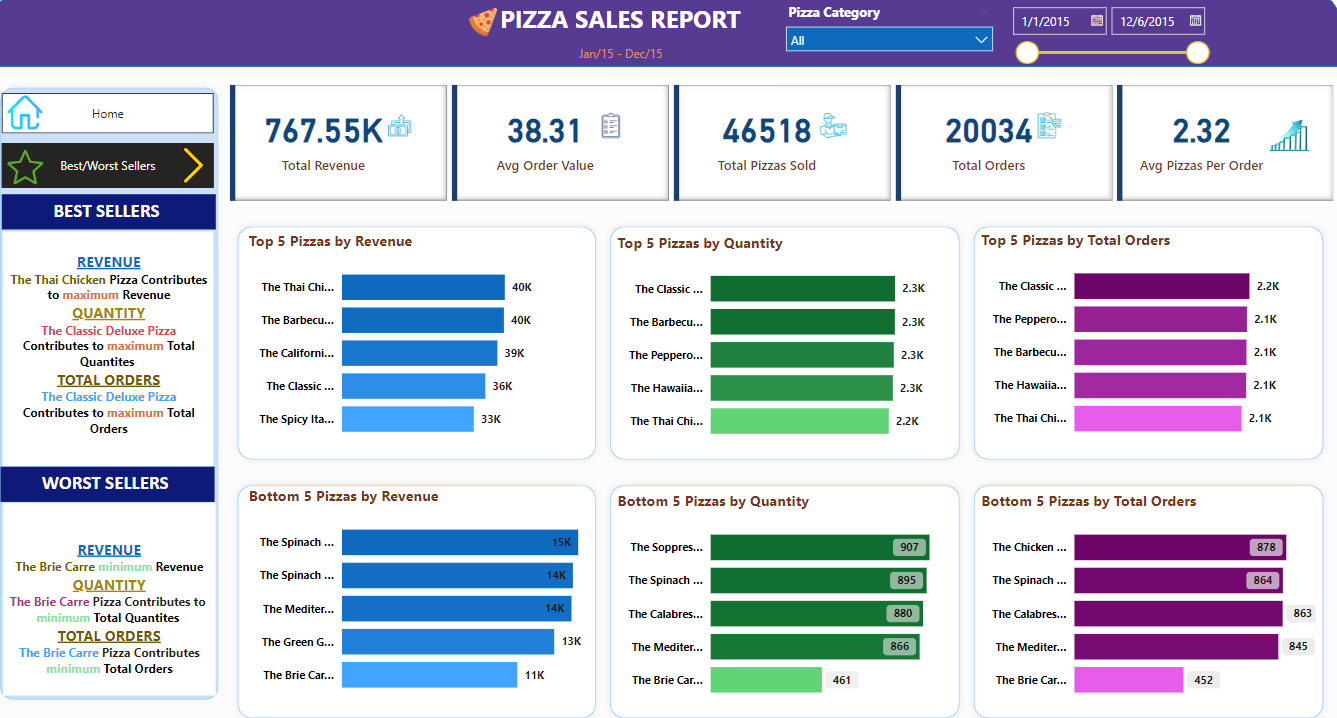 PIZZA SALES REPORT
Jan/15 - Dec/15
Pizza Category
All
1/1/2015
12/6/2015
Home
Best/Worst Sellers
BEST SELLERS
REVENUE
The Thai Chicken Pizza Contributes
to maximum Revenue
QUANTITY
The Classic Deluxe Pizza
Contributes to maximum Total
Quantites
TOTAL ORDERS
The Classic Deluxe Pizza
Contributes to maximum Total
Orders
WORST SELLERS
REVENUE
The Brie Carre minimum Revenue
QUANTITY
The Brie Carre Pizza Contributes to
minimum Total Quantites
TOTAL ORDERS
The Brie Carre Pizza Contributes
minimum Total Orders
767.55K
Total Revenue
38.31
Avg Order Value
46518
Total Pizzas Sold
20034
Total Orders
2.32
Avg Pizzas Per Order
Top 5 Pizzas by Revenue
The Thai Chi... 40K
The Barbecu... 40K
The Californi... 39K
The Classic ... 36K
The Spicy Ita... 33K
Top 5 Pizzas by Quantity
The Classic ... 2.3K
The Barbecu... 2.3K
The Peppero... 2.3K
The Hawaiia... 2.3K
The Thai Chi... 2.2K
Top 5 Pizzas by Total Orders
The Classic ... 2.2K
The Peppero... 2.1K
The Barbecu... 2.1K
The Hawaiia... 2.1K
The Thai Chi... 2.1K
Bottom 5 Pizzas by Revenue
The Spinach ... 15K
The Spinach ... 14K
The Mediter... 14K
The Green G... 13K
The Brie Car... 11K
Bottom 5 Pizzas by Quantity
The Soppres... 907
The Spinach ... 895
The Calabres... 880
The Mediter... 866
The Brie Car... 461
Bottom 5 Pizzas by Total Orders
The Chicken ... 878
The Spinach ... 864
The Calabres... 863
The Mediter... 845
The Brie Car... 452